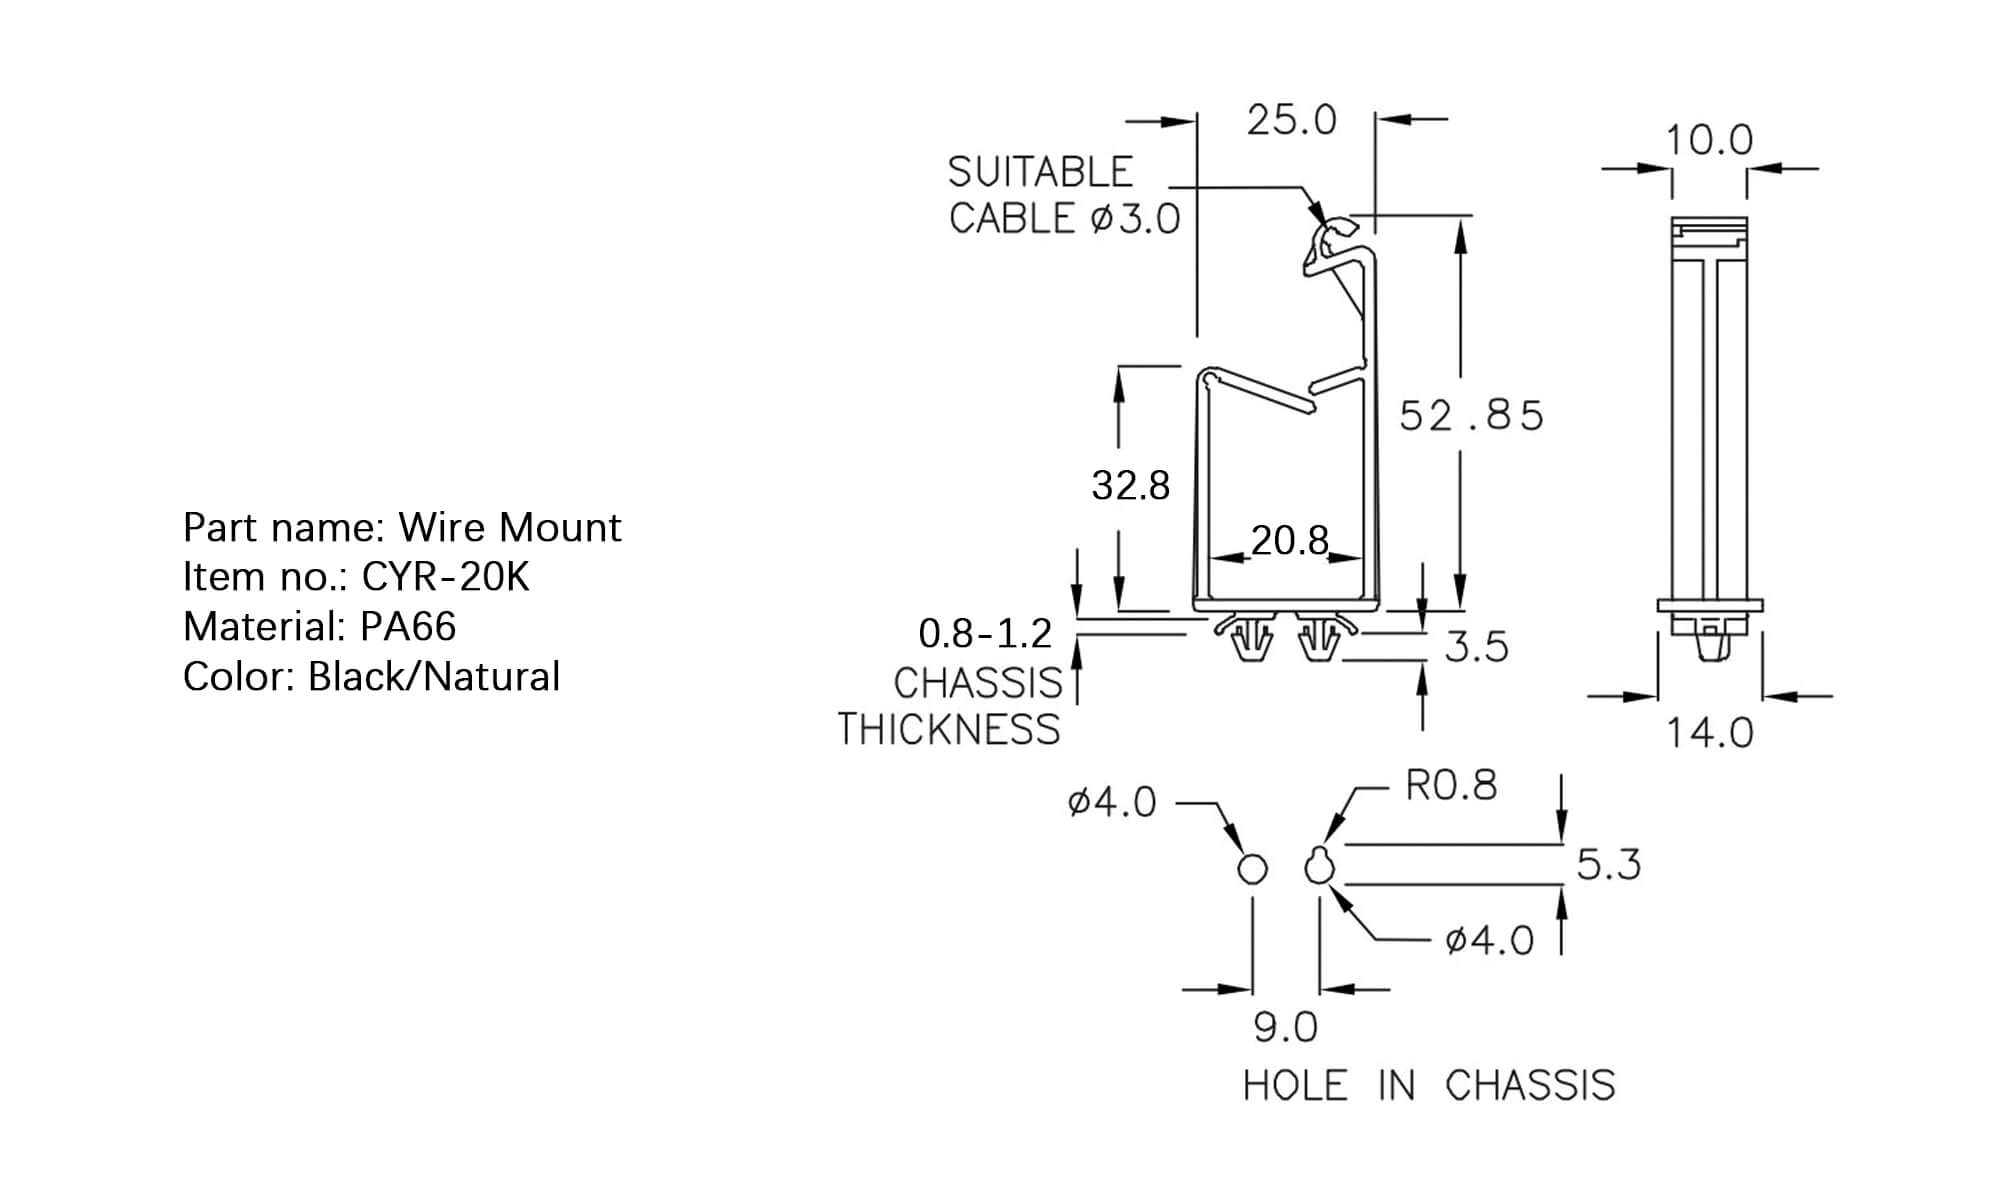 Part name: Wire Mount
Item no.: CYR-20K
Material: PA66
Color: Black/Natural
25.0
10.0
SUITABLE
CABLE ø3.0
52.85
32.8
20.8
0.8-1.2
CHASSIS
THICKNESS
3.5
14.0
R0.8
ø4.0
5.3
ø4.0
9.0
HOLE IN CHASSIS